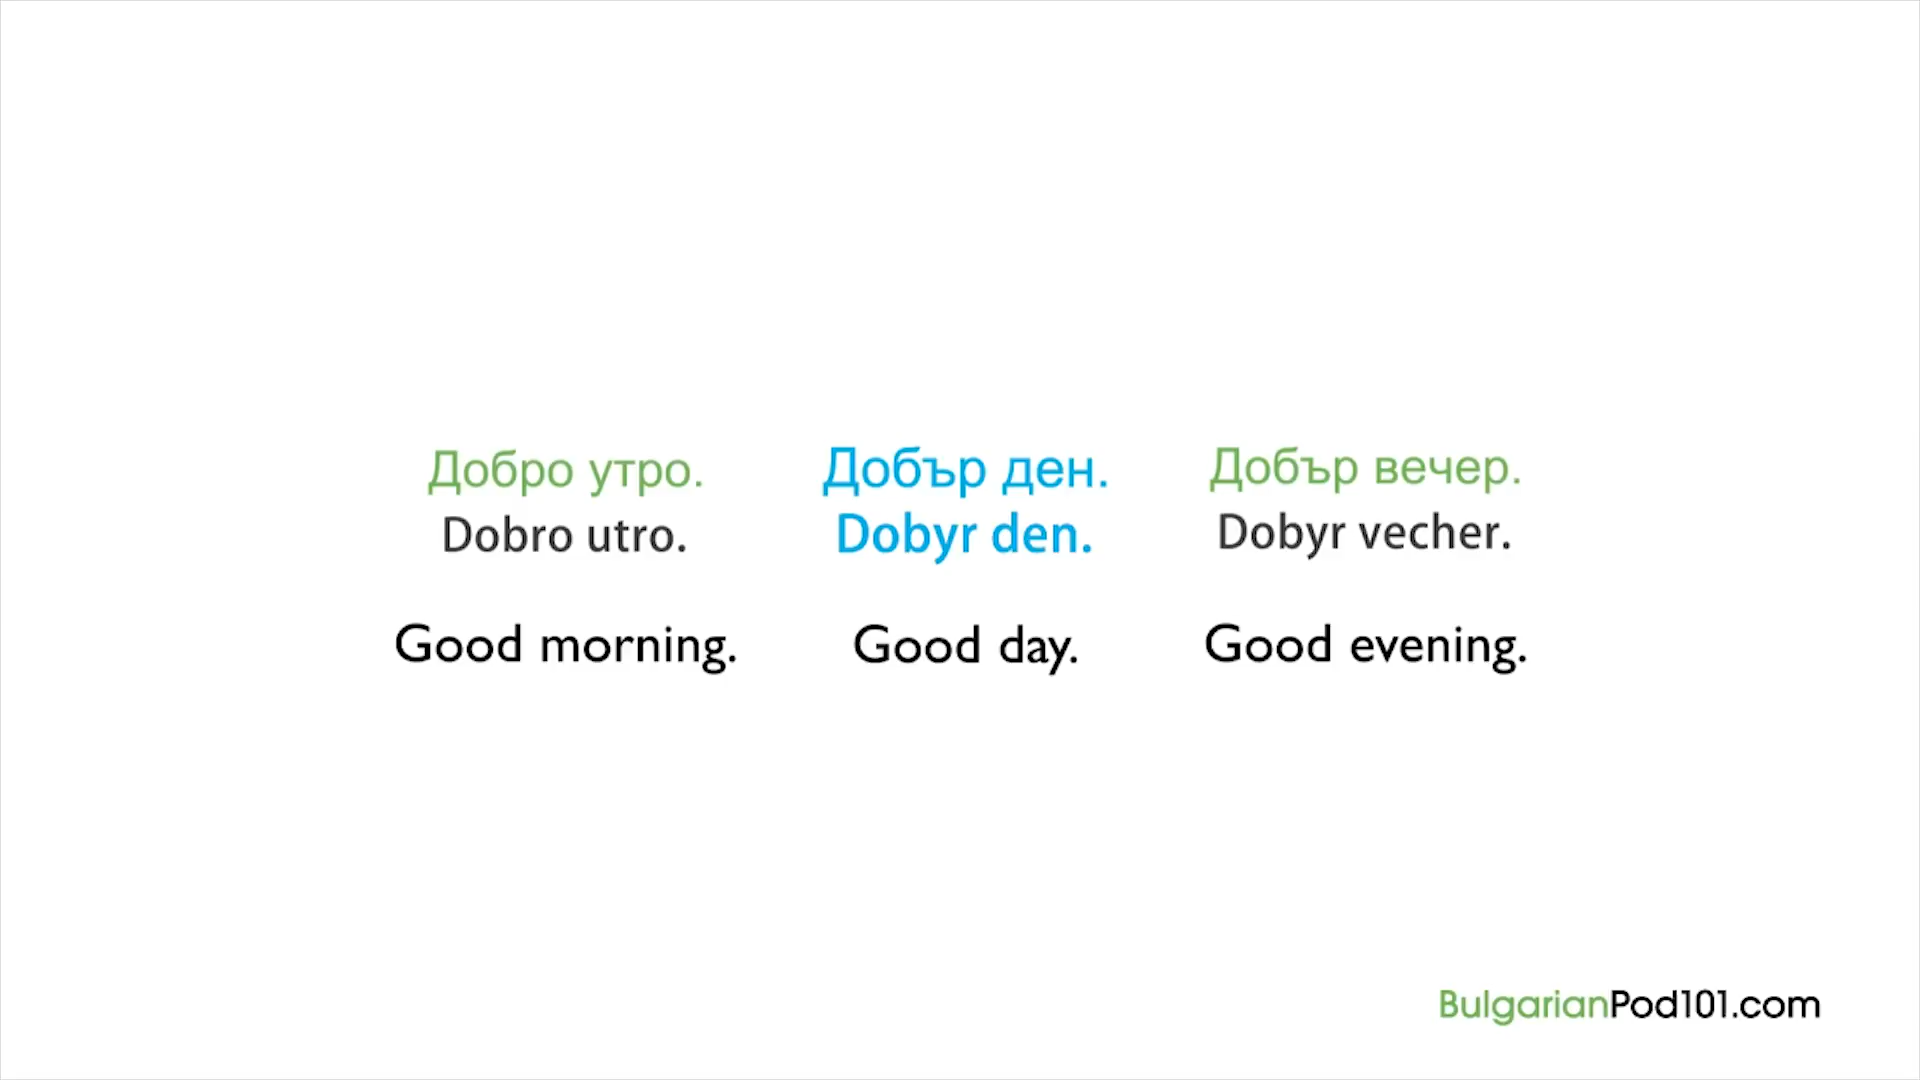 Добро утро.
Dobro utro.
Good morning.
Добър ден.
Dobyr den.
Good day.
Добър вечер.
Dobyr vecher.
Good evening.
BulgarianPod101.com